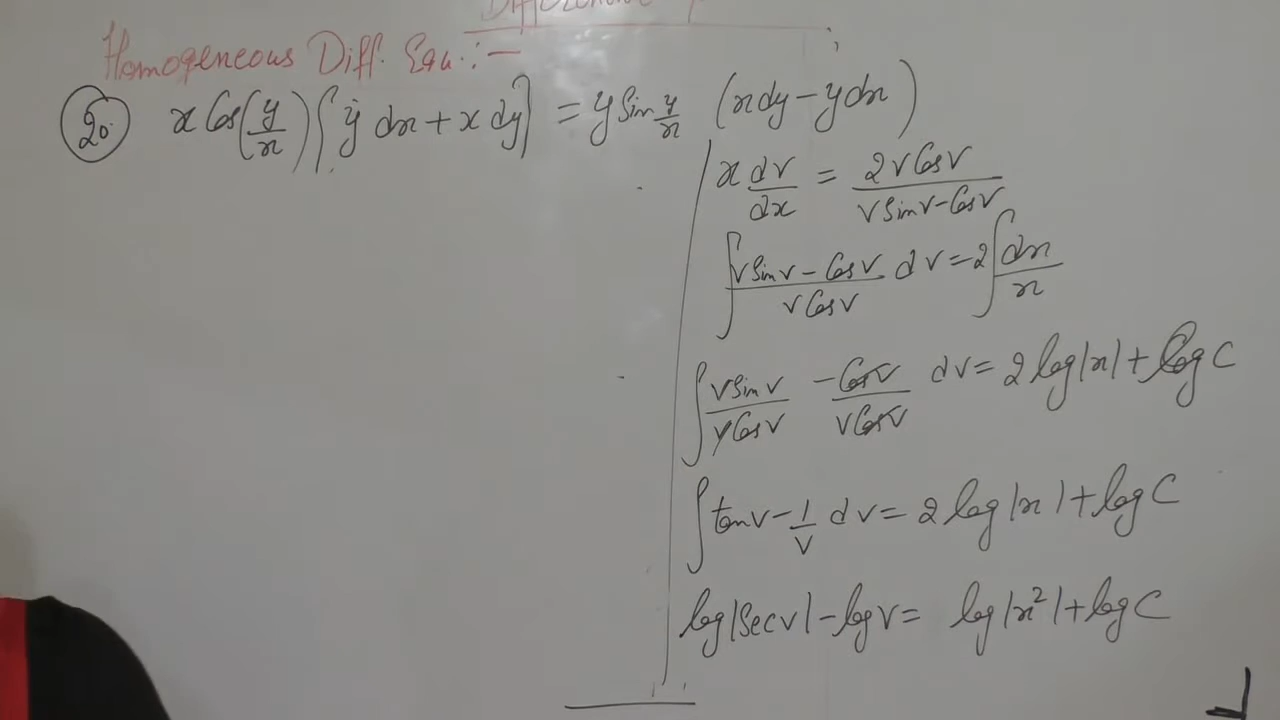 Homogeneous Diff. Equ.:-
20. x Cos(y/x) [y dx + x dy] = y Sin y/x (x dy - y dx)
x dv/dx = 2v Cos v / v Sin v - Cos v
∫ v Sin v - Cos v / v Cos v dv = 2 ∫ dx/x
∫ v Sin v / v Cos v - Cos v / v Cos v dv = 2 log|x| + log C
∫ tan v - 1/v dv = 2 log|x| + log C
log|Sec v| - log v = log|x²| + log C